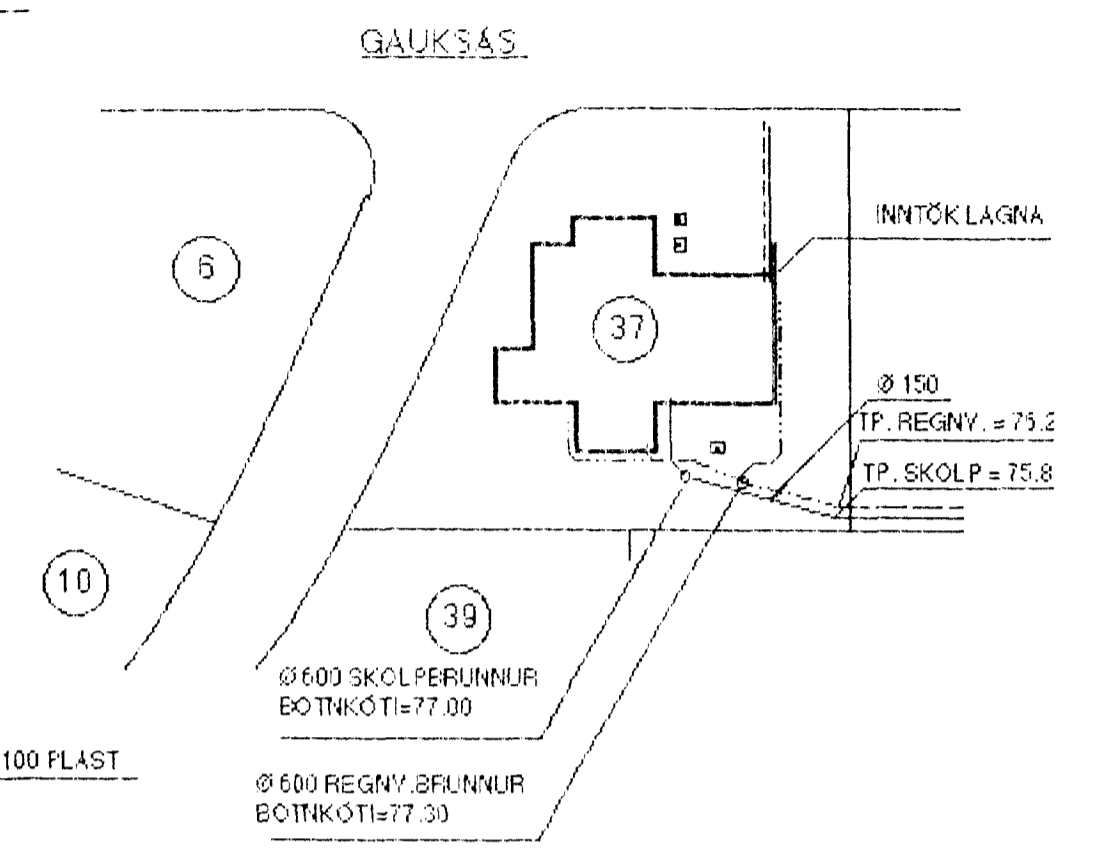 GAUKSÁS
INNTÖK LAGNA
6
37
Ø 150
TP. REGNV. = 75.2
TP. SKOLP = 75.8
10
39
Ø 600 SKOLPBRUNNUR
BOTNKÓTI=77.00
100 PLAST
Ø 600 REGNV.BRUNNUR
BOTNKÓTI=77.30